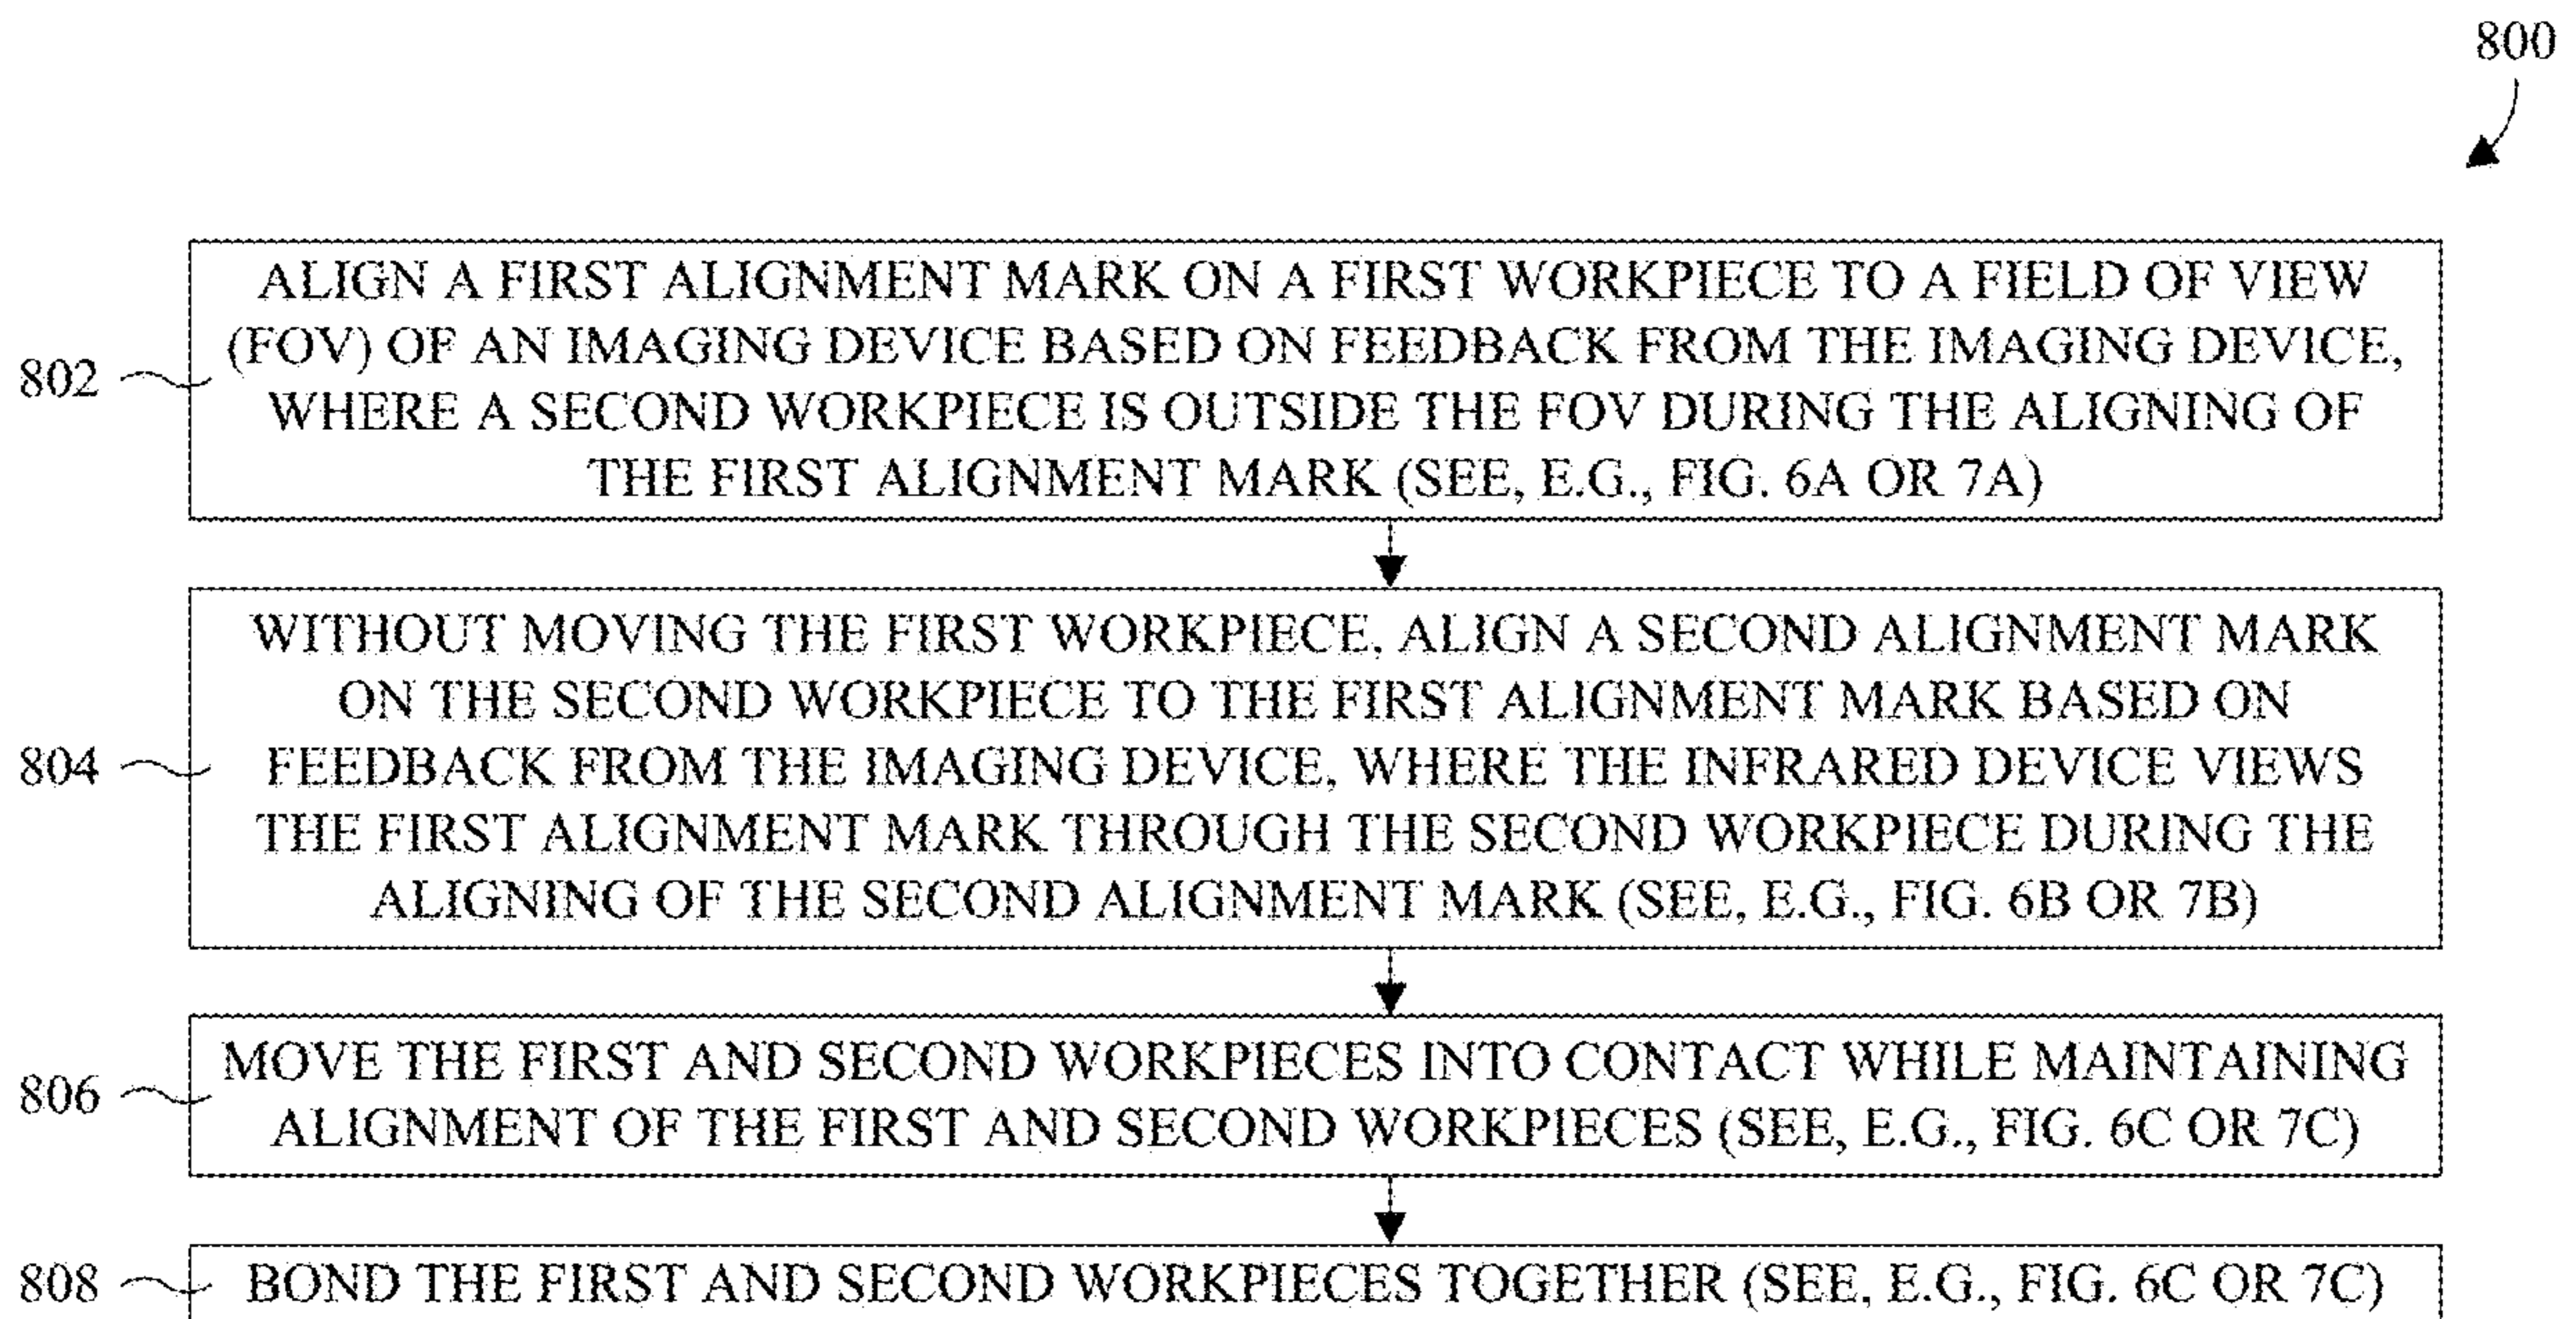 800
ALIGN A FIRST ALIGNMENT MARK ON A FIRST WORKPIECE TO A FIELD OF VIEW
(FOV) OF AN IMAGING DEVICE BASED ON FEEDBACK FROM THE IMAGING DEVICE,
802
WHERE A SECOND WORKPIECE IS OUTSIDE THE FOV DURING THE ALIGNING OF
THE FIRST ALIGNMENT MARK (SEE, E.G., FIG. 6A OR 7A)
WITHOUT MOVING THE FIRST WORKPIECE, ALIGN A SECOND ALIGNMENT MARK
ON THE SECOND WORKPIECE TO THE FIRST ALIGNMENT MARK BASED ON
804
FEEDBACK FROM THE IMAGING DEVICE, WHERE THE INFRARED DEVICE VIEWS
THE FIRST ALIGNMENT MARK THROUGH THE SECOND WORKPIECE DURING THE
ALIGNING OF THE SECOND ALIGNMENT MARK (SEE, E.G., FIG. 6B OR 7B)
806
MOVE THE FIRST AND SECOND WORKPIECES INTO CONTACT WHILE MAINTAINING
ALIGNMENT OF THE FIRST AND SECOND WORKPIECES (SEE, E.G., FIG. 6C OR 7C)
808
BOND THE FIRST AND SECOND WORKPIECES TOGETHER (SEE, E.G., FIG. 6C OR 7C)